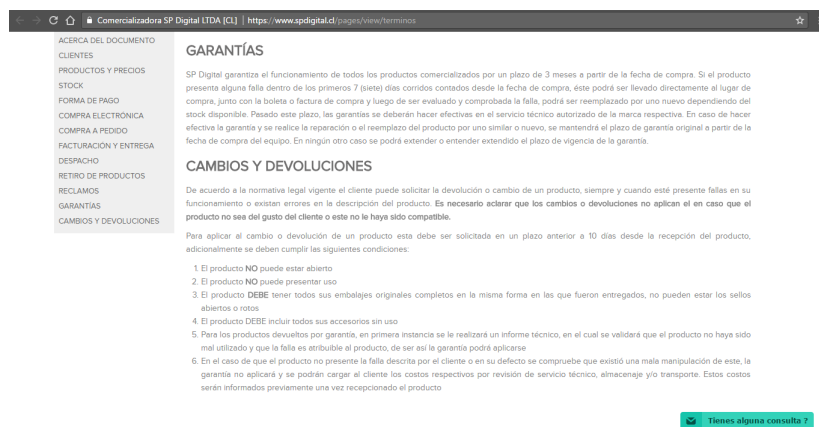 Comercializadora SP Digital LTDA [CL] | https://www.spdigital.cl/pages/view/terminos
ACERCA DEL DOCUMENTO
CLIENTES
PRODUCTOS Y PRECIOS
STOCK
FORMA DE PAGO
COMPRA ELECTRÓNICA
COMPRA A PEDIDO
FACTURACIÓN Y ENTREGA
DESPACHO
RETIRO DE PRODUCTOS
RECLAMOS
GARANTÍAS
CAMBIOS Y DEVOLUCIONES
GARANTÍAS
SP Digital garantiza el funcionamiento de todos los productos comercializados por un plazo de 3 meses a partir de la fecha de compra. Si el producto
presenta alguna falla dentro de los primeros 7 (siete) días corridos contados desde la fecha de compra, éste podrá ser llevado directamente al lugar de
compra, junto con la boleta o factura de compra y luego de ser evaluado y comprobada la falla, podrá ser reemplazado por uno nuevo dependiendo del
stock disponible. Pasado este plazo, las garantías se deberán hacer efectivas en el servicio técnico autorizado de la marca respectiva. En caso de hacer
efectiva la garantía y se realice la reparación o el reemplazo del producto por uno similar o nuevo, se mantendrá el plazo de garantía original a partir de la
fecha de compra del equipo. En ningún otro caso se podrá extender o entender extendido el plazo de vigencia de la garantía.
CAMBIOS Y DEVOLUCIONES
De acuerdo a la normativa legal vigente el cliente puede solicitar la devolución o cambio de un producto, siempre y cuando esté presente fallas en su
funcionamiento o existan errores en la descripción del producto. Es necesario aclarar que los cambios o devoluciones no aplican el en caso que el
producto no sea del gusto del cliente o este no le haya sido compatible.
Para aplicar al cambio o devolución de un producto esta debe ser solicitada en un plazo anterior a 10 días desde la recepción del producto,
adicionalmente se deben cumplir las siguientes condiciones:
1. El producto NO puede estar abierto
2. El producto NO puede presentar uso
3. El producto DEBE tener todos sus embalajes originales completos en la misma forma en las que fueron entregados, no pueden estar los sellos
abiertos o rotos
4. El producto DEBE incluir todos sus accesorios sin uso
5. Para los productos devueltos por garantía, en primera instancia se le realizará un informe técnico, en el cual se validará que el producto no haya sido
mal utilizado y que la falla es atribuible al producto, de ser así la garantía podrá aplicarse
6. En el caso de que el producto no presente la falla descrita por el cliente o en su defecto se compruebe que existió una mala manipulación de este, la
garantía no aplicará y se podrán cargar al cliente los costos respectivos por revisión de servicio técnico, almacenaje y/o transporte. Estos costos
serán informados previamente una vez recepcionado el producto
Tienes alguna consulta ?